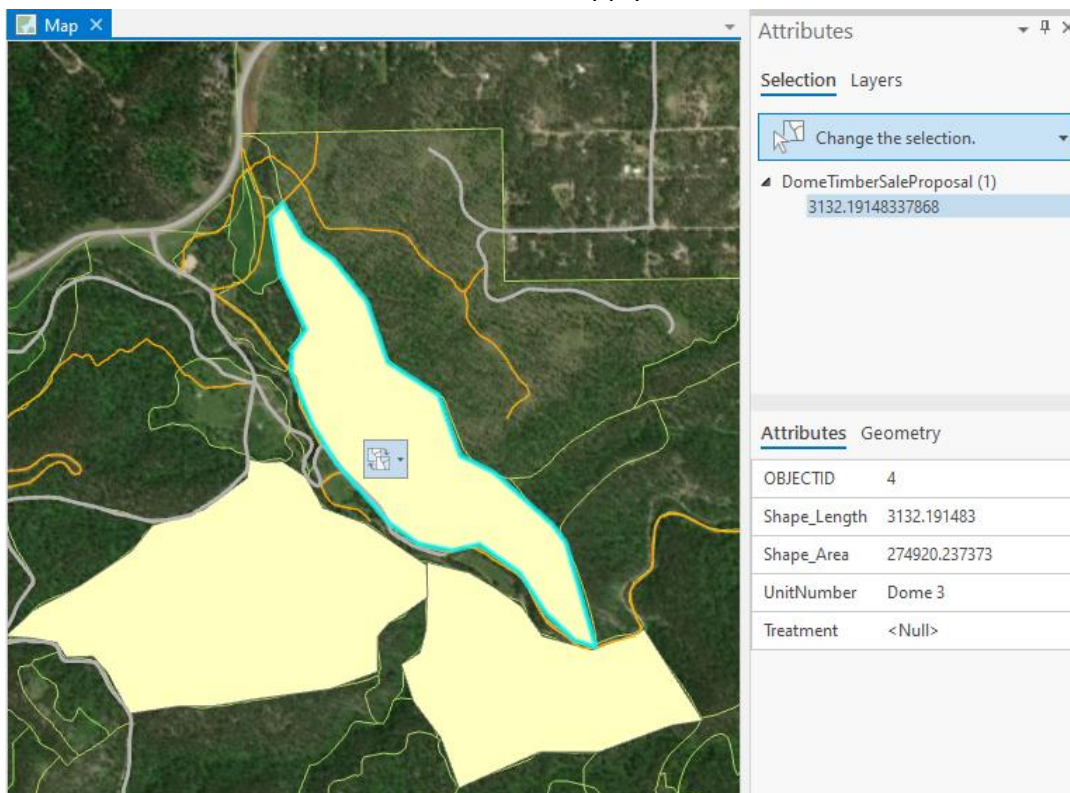 Map
Attributes
Selection Layers
Change the selection.
DomeTimberSaleProposal (1)
3132.19148337868
Attributes Geometry
OBJECTID 4
Shape_Length 3132.191483
Shape_Area 274920.237373
UnitNumber Dome 3
Treatment <Null>